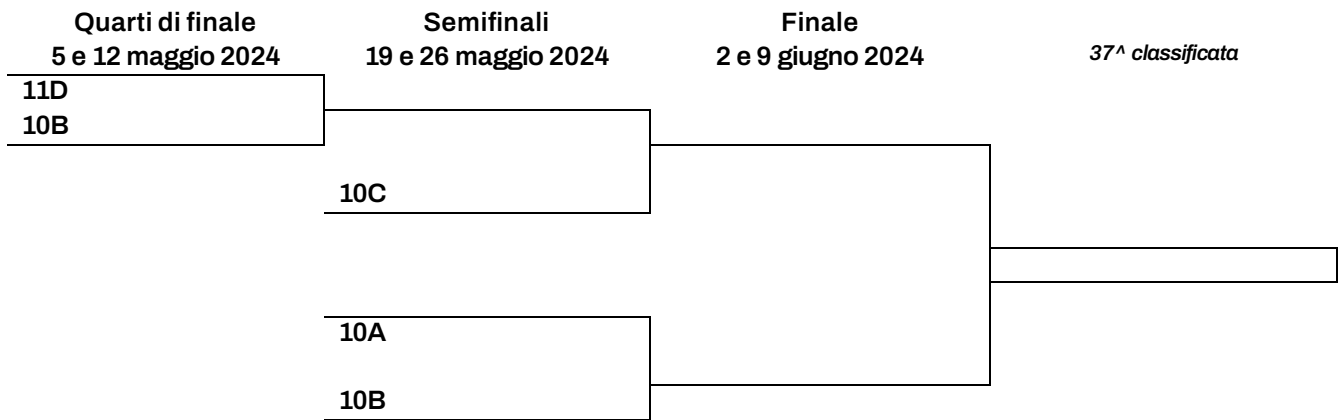 Quarti di finale
5 e 12 maggio 2024
Semifinali
19 e 26 maggio 2024
Finale
2 e 9 giugno 2024
37^ classificata
11D
10B
10C
10A
10B